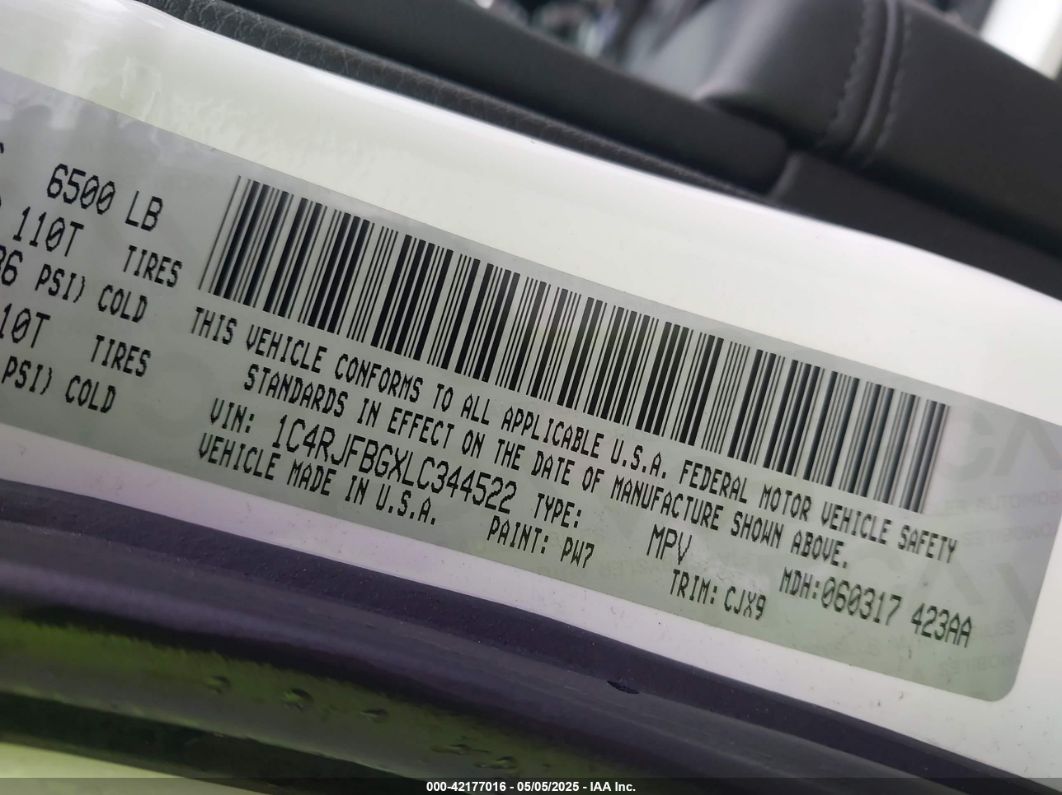 6500 LB
110T TIRES
PSI) COLD
10T TIRES
PSI) COLD
THIS VEHICLE CONFORMS TO ALL APPLICABLE U.S.A. FEDERAL MOTOR VEHICLE SAFETY
STANDARDS IN EFFECT ON THE DATE OF MANUFACTURE SHOWN ABOVE.
VIN: 1C4RJFBGXLC344522 TYPE: MPV MDH:060317 423AA
VEHICLE MADE IN U.S.A. PAINT: PW7 TRIM: CJX9
000-42177016 - 05/05/2025 - IAA Inc.